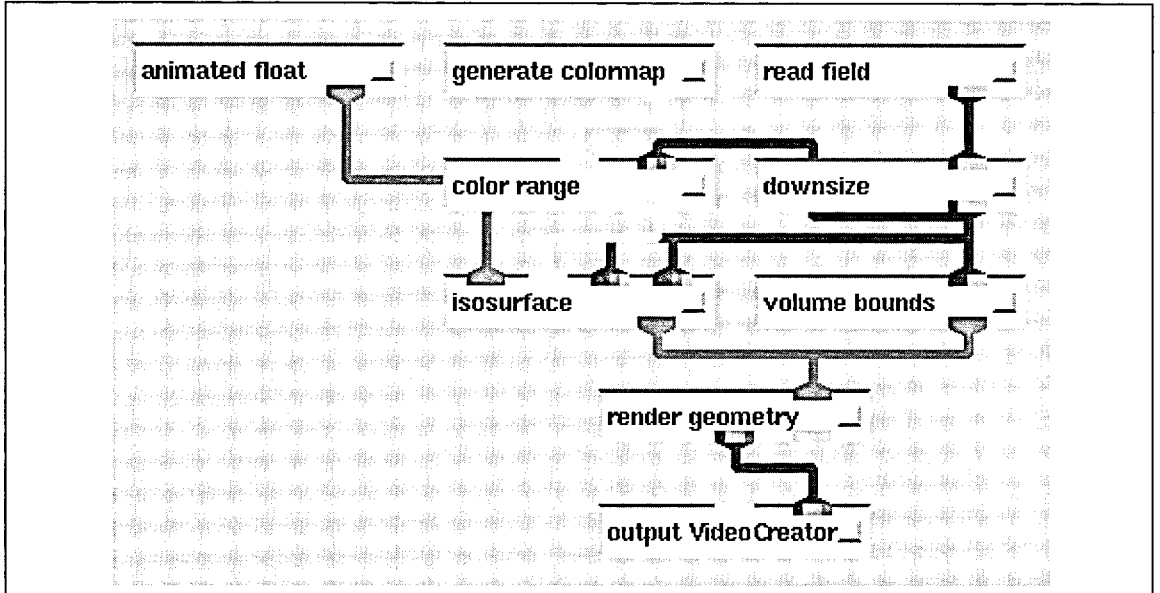 animated float
generate colormap
read field
color range
downsize
isosurface
volume bounds
render geometry
output VideoCreator